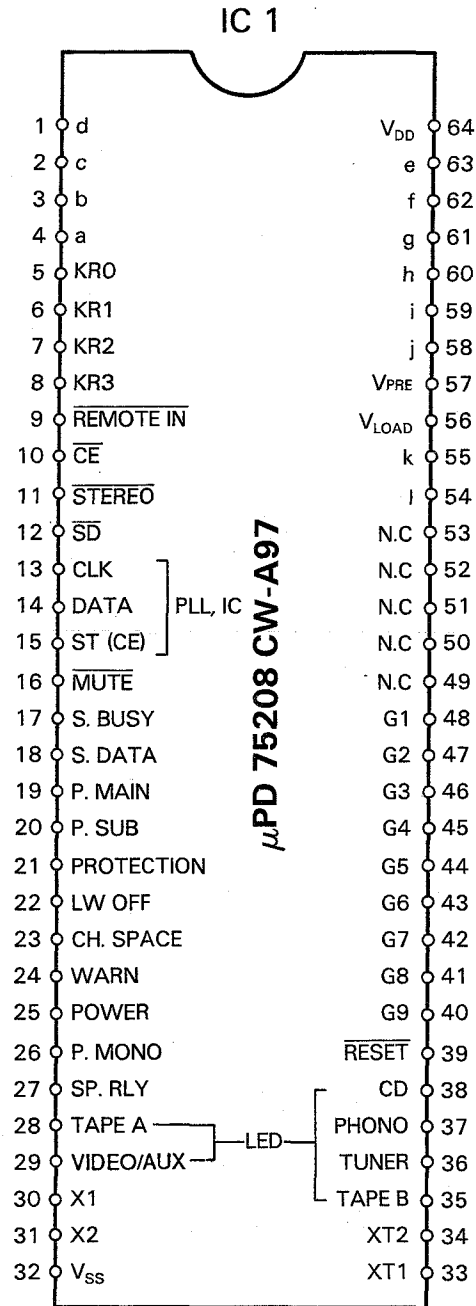 IC 1
1 d
2 c
3 b
4 a
5 KR0
6 KR1
7 KR2
8 KR3
9 REMOTE IN
10 CE
11 STEREO
12 SD
13 CLK
14 DATA
15 ST (CE)
PLL, IC
16 MUTE
17 S. BUSY
18 S. DATA
19 P. MAIN
20 P. SUB
21 PROTECTION
22 LW OFF
23 CH. SPACE
24 WARN
25 POWER
26 P. MONO
27 SP. RLY
28 TAPE A
29 VIDEO/AUX
30 X1
31 X2
32 VSS
µPD 75208 CW-A97
LED
VDD 64
e 63
f 62
g 61
h 60
i 59
j 58
VPRE 57
VLOAD 56
k 55
l 54
N.C 53
N.C 52
N.C 51
N.C 50
N.C 49
G1 48
G2 47
G3 46
G4 45
G5 44
G6 43
G7 42
G8 41
G9 40
RESET 39
CD 38
PHONO 37
TUNER 36
TAPE B 35
XT2 34
XT1 33